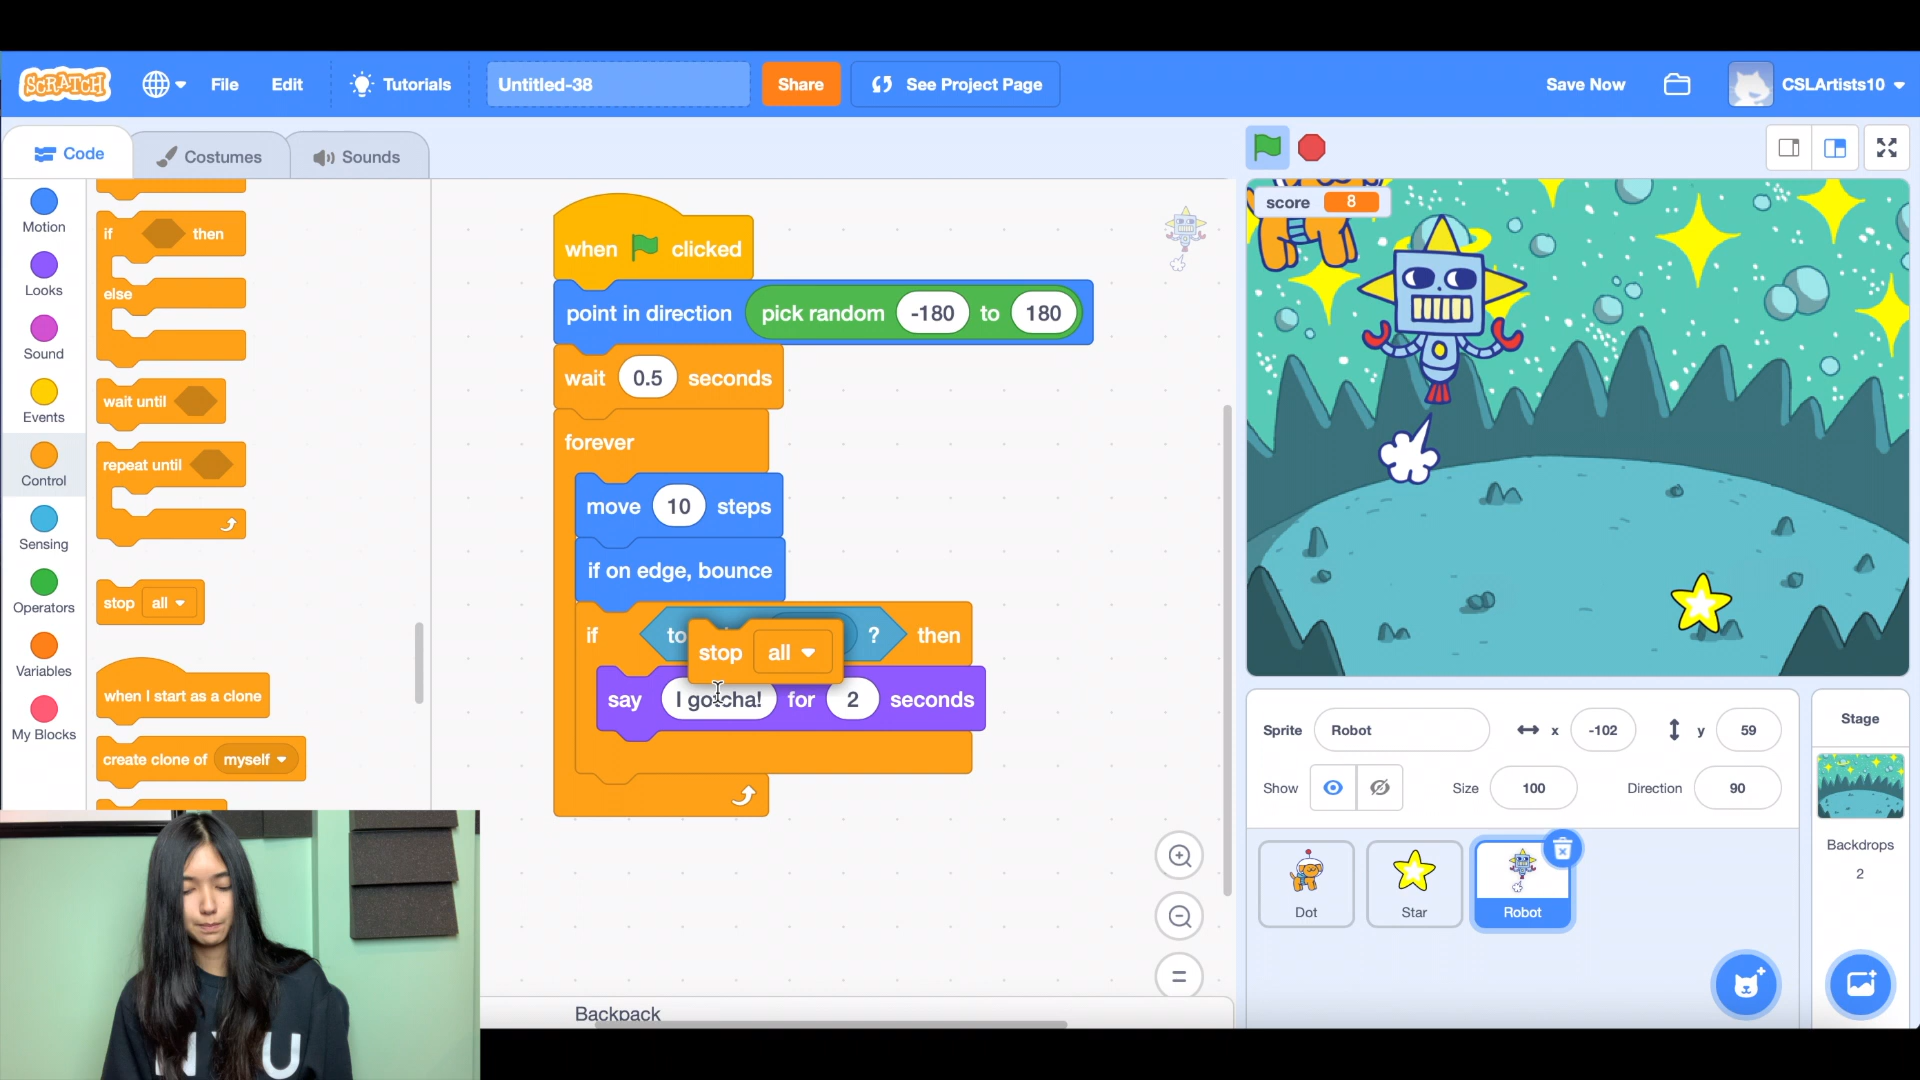 SCRATCH File Edit Tutorials Untitled-38 Share See Project Page Save Now CSLArtists10
Code Costumes Sounds
Motion
Looks
Sound
Events
Control
Sensing
Operators
Variables
My Blocks
if then
else
wait until
repeat until
stop all
when I start as a clone
create clone of myself
when clicked
point in direction pick random -180 to 180
wait 0.5 seconds
forever
move 10 steps
if on edge, bounce
if to ? then
stop all
say I gotcha! for 2 seconds
Backpack
score 8
Sprite Robot x -102 y 59
Show Size 100 Direction 90
Dot Star Robot
Stage
Backdrops
2